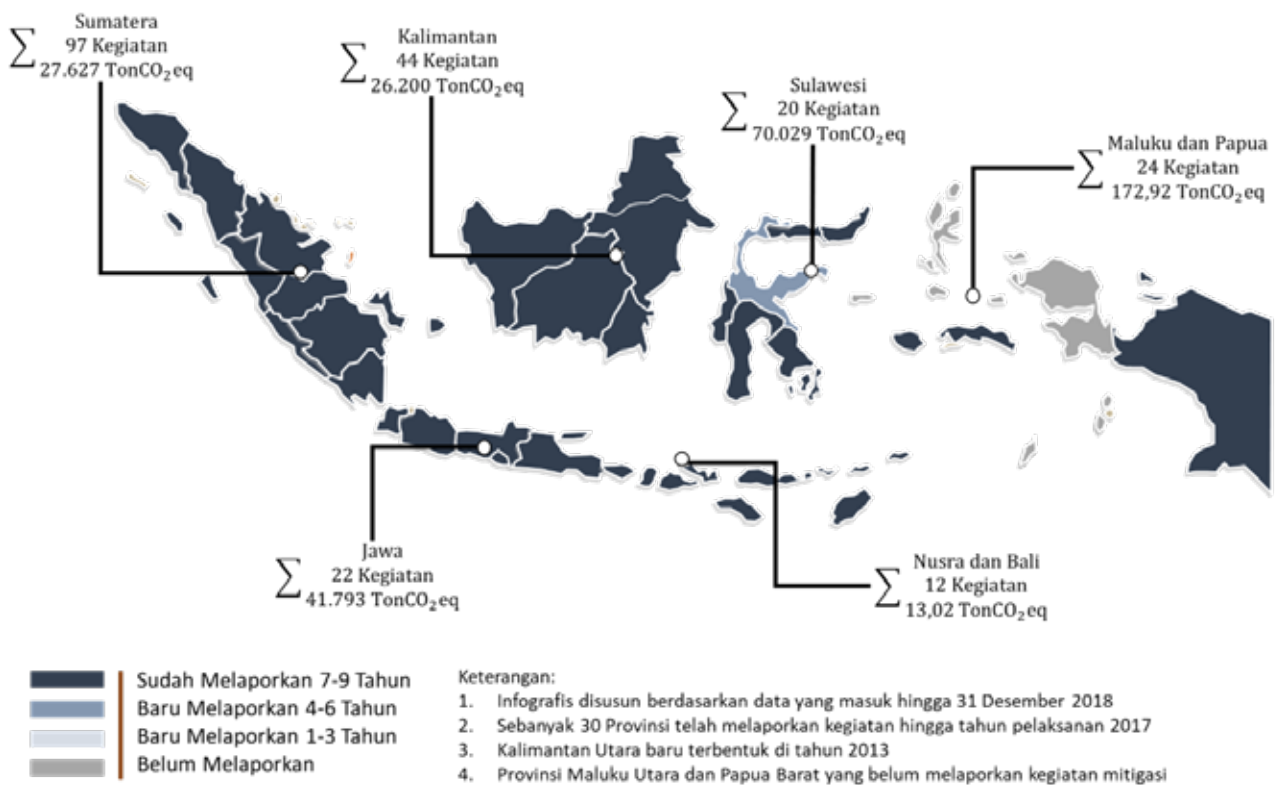 ∑ Sumatera
97 Kegiatan
27.627 TonCO₂eq
∑ Kalimantan
44 Kegiatan
26.200 TonCO₂eq
∑ Sulawesi
20 Kegiatan
70.029 TonCO₂eq
∑ Maluku dan Papua
24 Kegiatan
172,92 TonCO₂eq
∑ Jawa
22 Kegiatan
41.793 TonCO₂eq
∑ Nusra dan Bali
12 Kegiatan
13,02 TonCO₂eq
Sudah Melaporkan 7-9 Tahun
Baru Melaporkan 4-6 Tahun
Baru Melaporkan 1-3 Tahun
Belum Melaporkan
Keterangan:
1. Infografis disusun berdasarkan data yang masuk hingga 31 Desember 2018
2. Sebanyak 30 Provinsi telah melaporkan kegiatan hingga tahun pelaksanan 2017
3. Kalimantan Utara baru terbentuk di tahun 2013
4. Provinsi Maluku Utara dan Papua Barat yang belum melaporkan kegiatan mitigasi